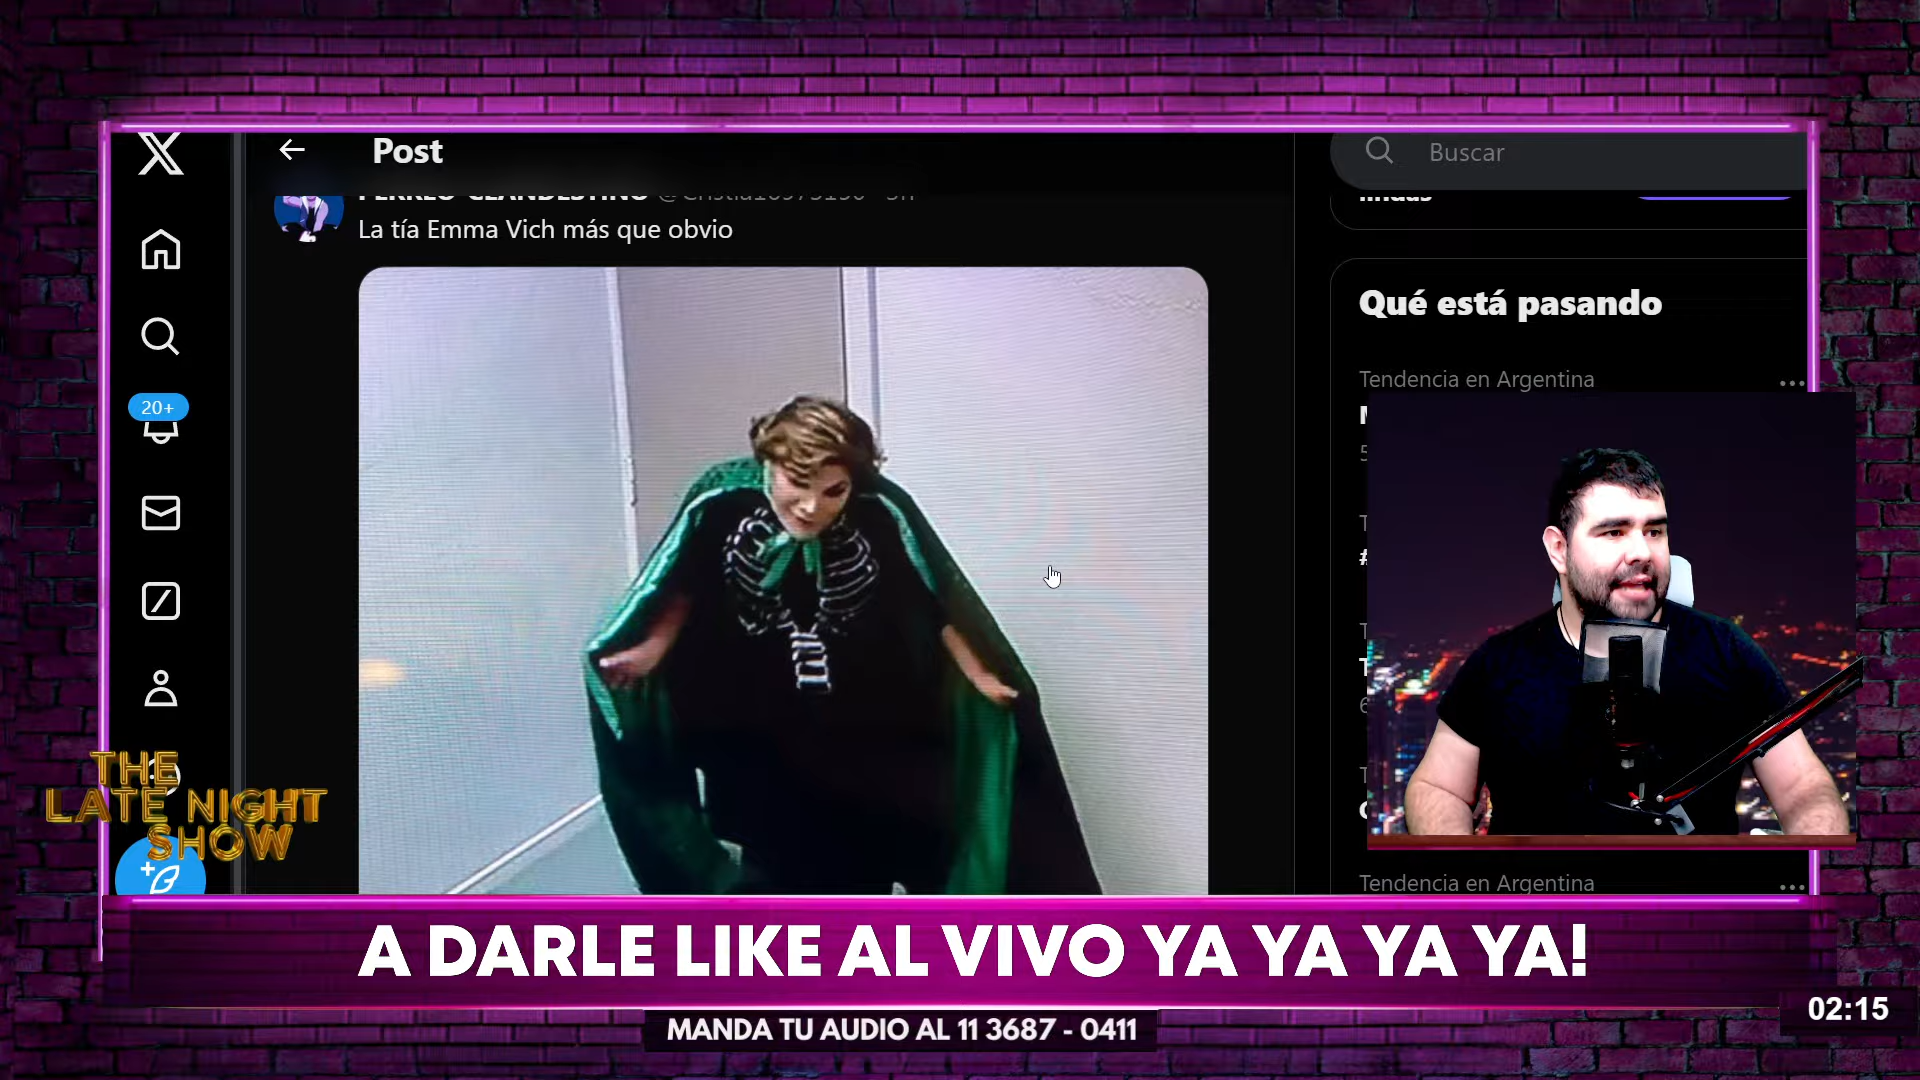 Post
Buscar
La tía Emma Vich más que obvio
Qué está pasando
Tendencia en Argentina
20+
THE
LATE NIGHT
SHOW
Tendencia en Argentina
A DARLE LIKE AL VIVO YA YA YA YA!
02:15
MANDA TU AUDIO AL 11 3687 - 0411